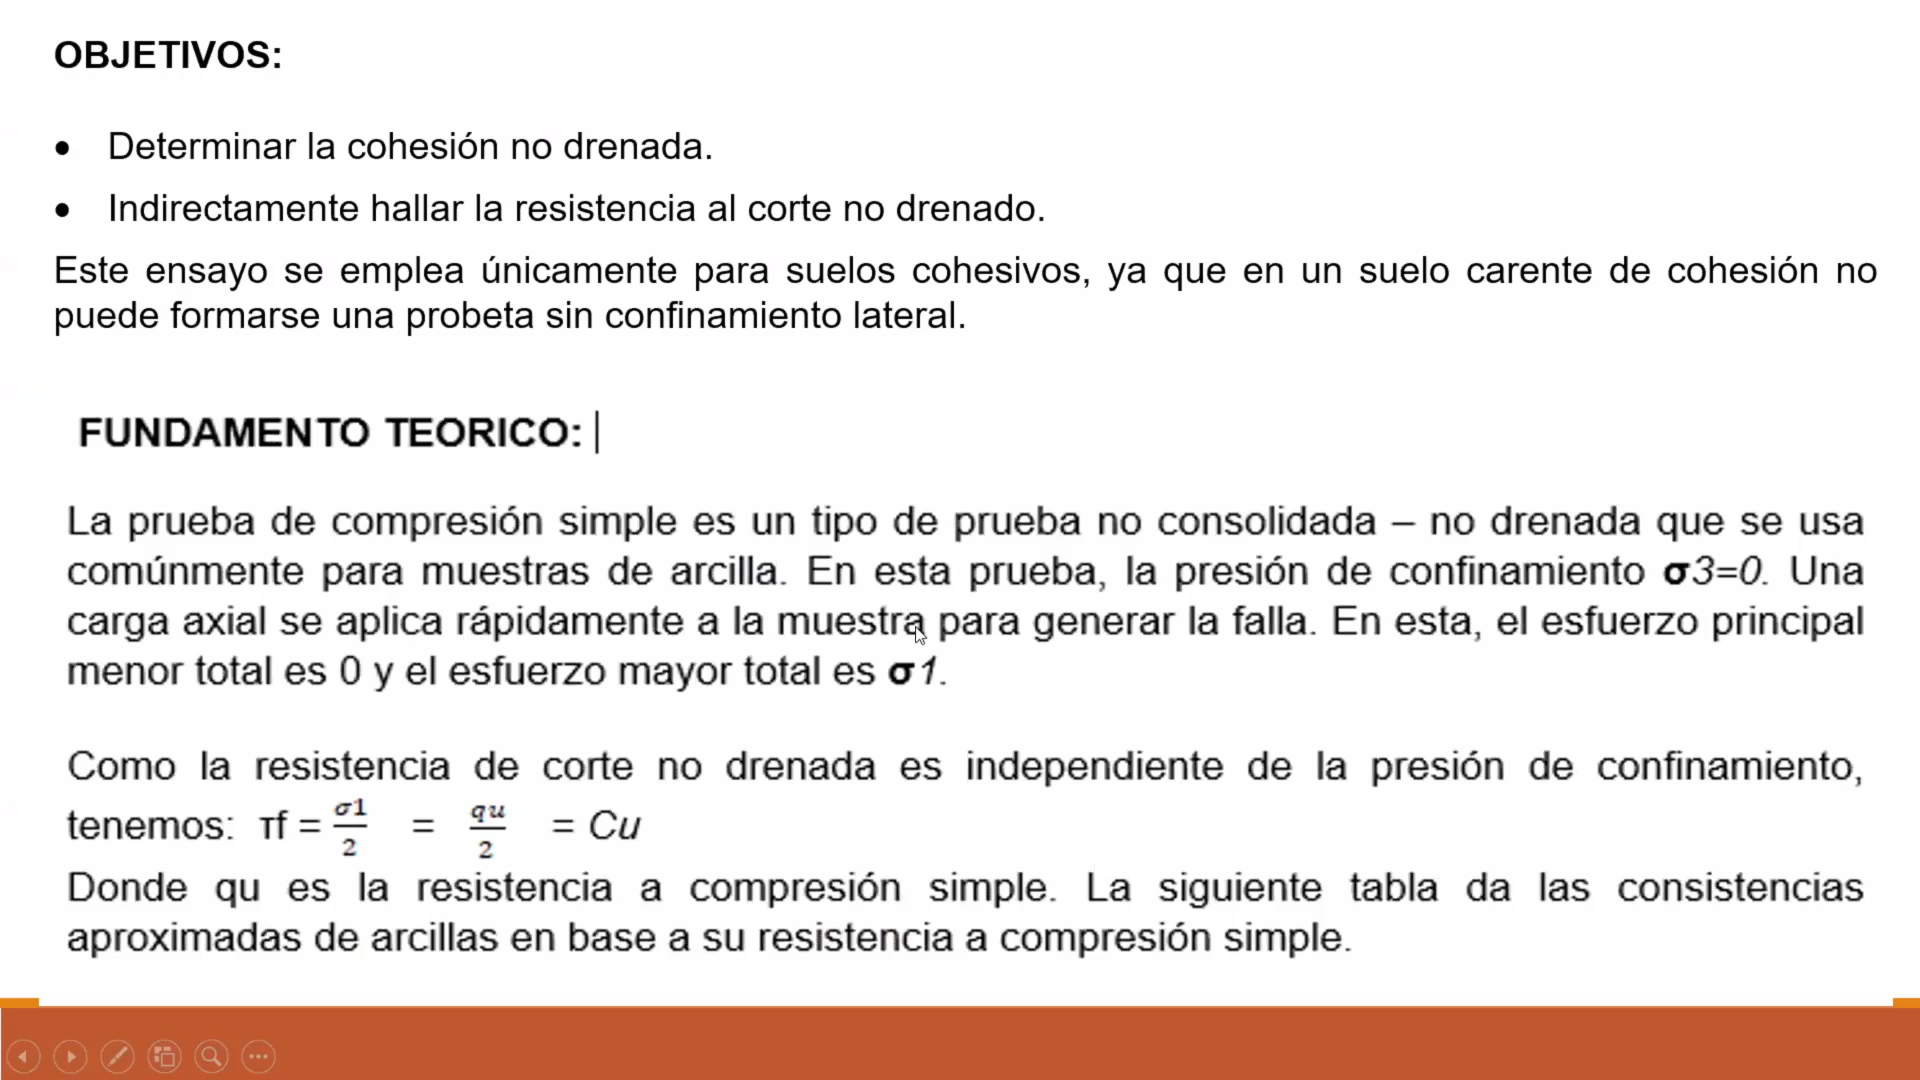 OBJETIVOS:
• Determinar la cohesión no drenada.
• Indirectamente hallar la resistencia al corte no drenado.
Este ensayo se emplea únicamente para suelos cohesivos, ya que en un suelo carente de cohesión no
puede formarse una probeta sin confinamiento lateral.
FUNDAMENTO TEORICO:
La prueba de compresión simple es un tipo de prueba no consolidada – no drenada que se usa
comúnmente para muestras de arcilla. En esta prueba, la presión de confinamiento σ3=0. Una
carga axial se aplica rápidamente a la muestra para generar la falla. En esta, el esfuerzo principal
menor total es 0 y el esfuerzo mayor total es σ1.
Como la resistencia de corte no drenada es independiente de la presión de confinamiento,
tenemos: τf = σ1/2 = qu/2 = Cu
Donde qu es la resistencia a compresión simple. La siguiente tabla da las consistencias
aproximadas de arcillas en base a su resistencia a compresión simple.